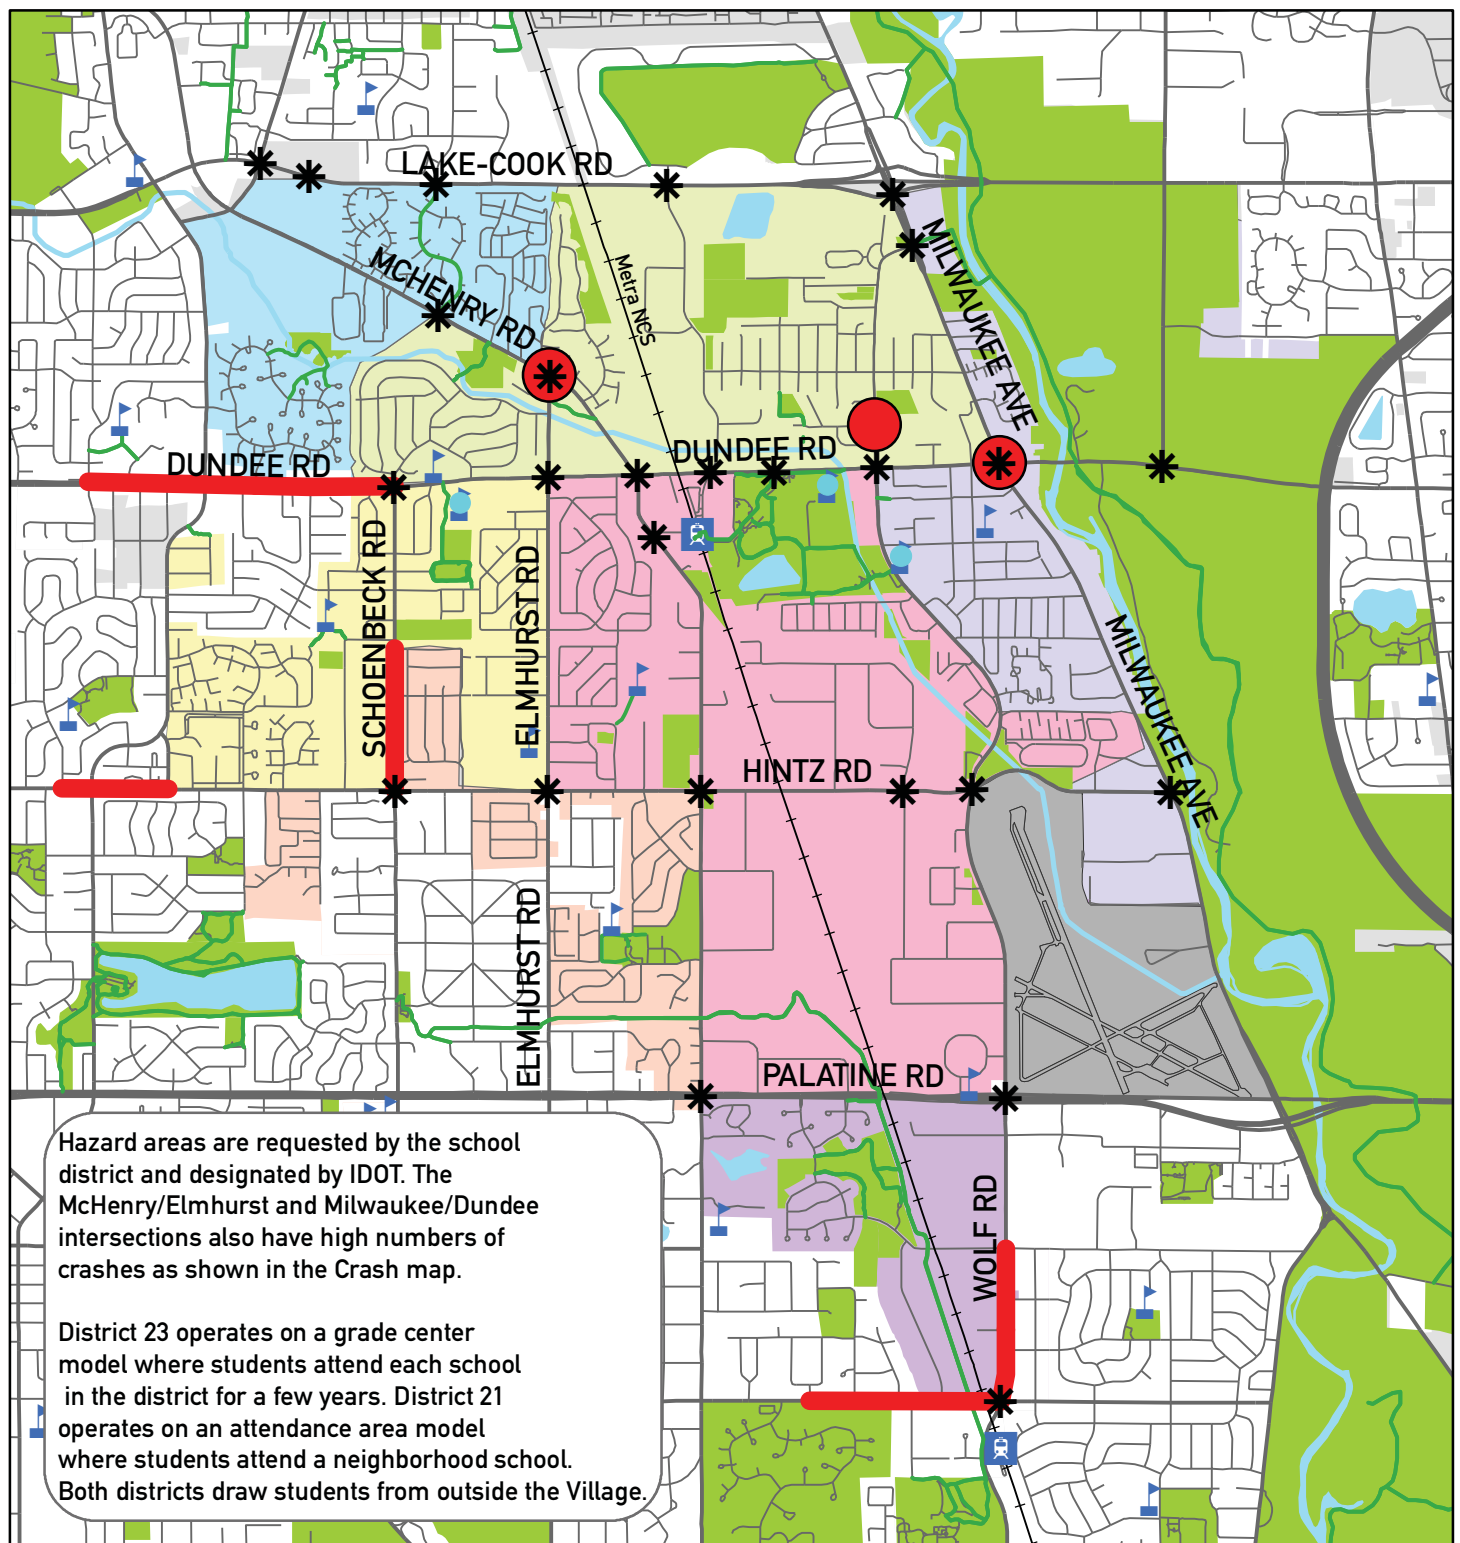 LAKE-COOK RD
MCHENRY RD
Metra NCS
MILWAUKEE AVE
DUNDEE RD
DUNDEE RD
SCHOENBECK RD
ELMHURST RD
MILWAUKEE AVE
HINTZ RD
ELMHURST RD
PALATINE RD
WOLF RD
Hazard areas are requested by the school
district and designated by IDOT. The
McHenry/Elmhurst and Milwaukee/Dundee
intersections also have high numbers of
crashes as shown in the Crash map.
District 23 operates on a grade center
model where students attend each school
in the district for a few years. District 21
operates on an attendance area model
where students attend a neighborhood school.
Both districts draw students from outside the Village.